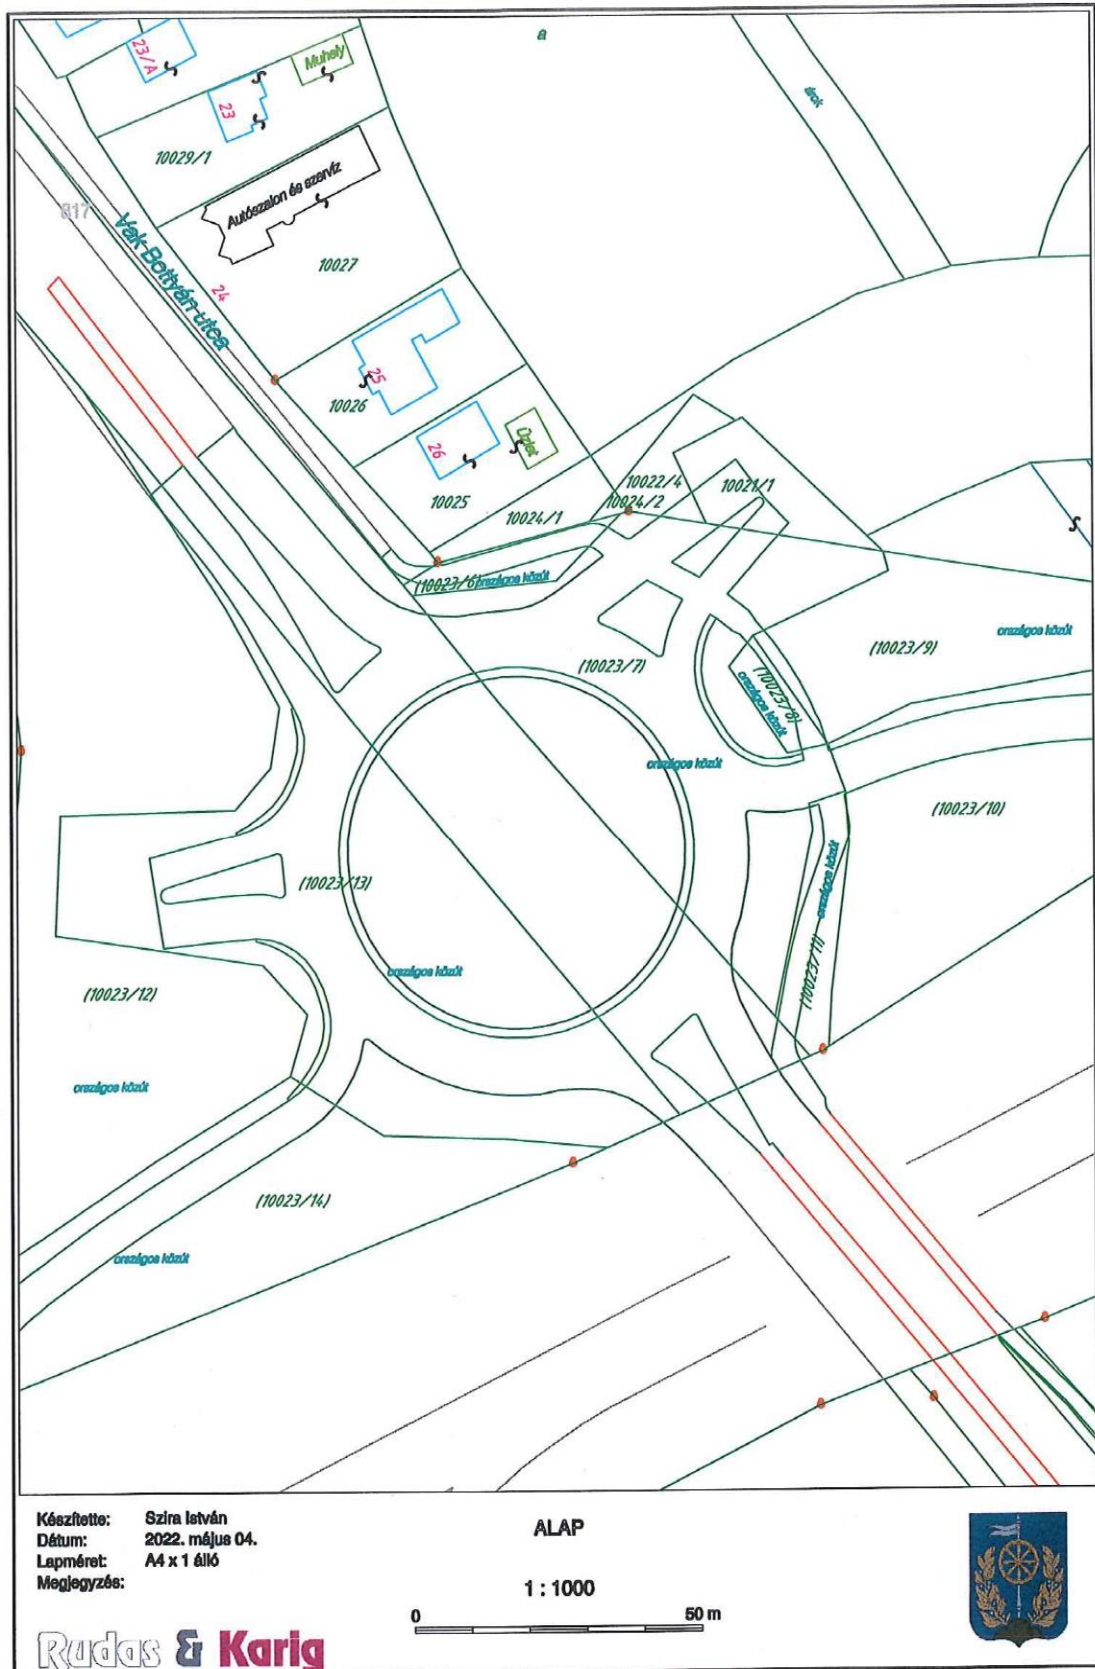 a
23/A
Muhely
23
árok
10029/1
Autószalon és szervíz
817
Vak Bottyán utca
10027
24
25
10026
26
Üzlet
10025
10022/4
10021/1
10024/2
10024/1
(10023/6)
országos közút
országos közút
(10023/9)
(10023/7)
(10023/8)
országos közút
országos közút
(10023/10)
(10023/13)
országos közút
országos közút
(10023/11)
(10023/12)
országos közút
(10023/14)
országos közút
Készítette: Szira István
Dátum: 2022. május 04.
Lapméret: A4 x 1 álló
Megjegyzés:
ALAP
1 : 1000
0 50 m
Rudas & Karig